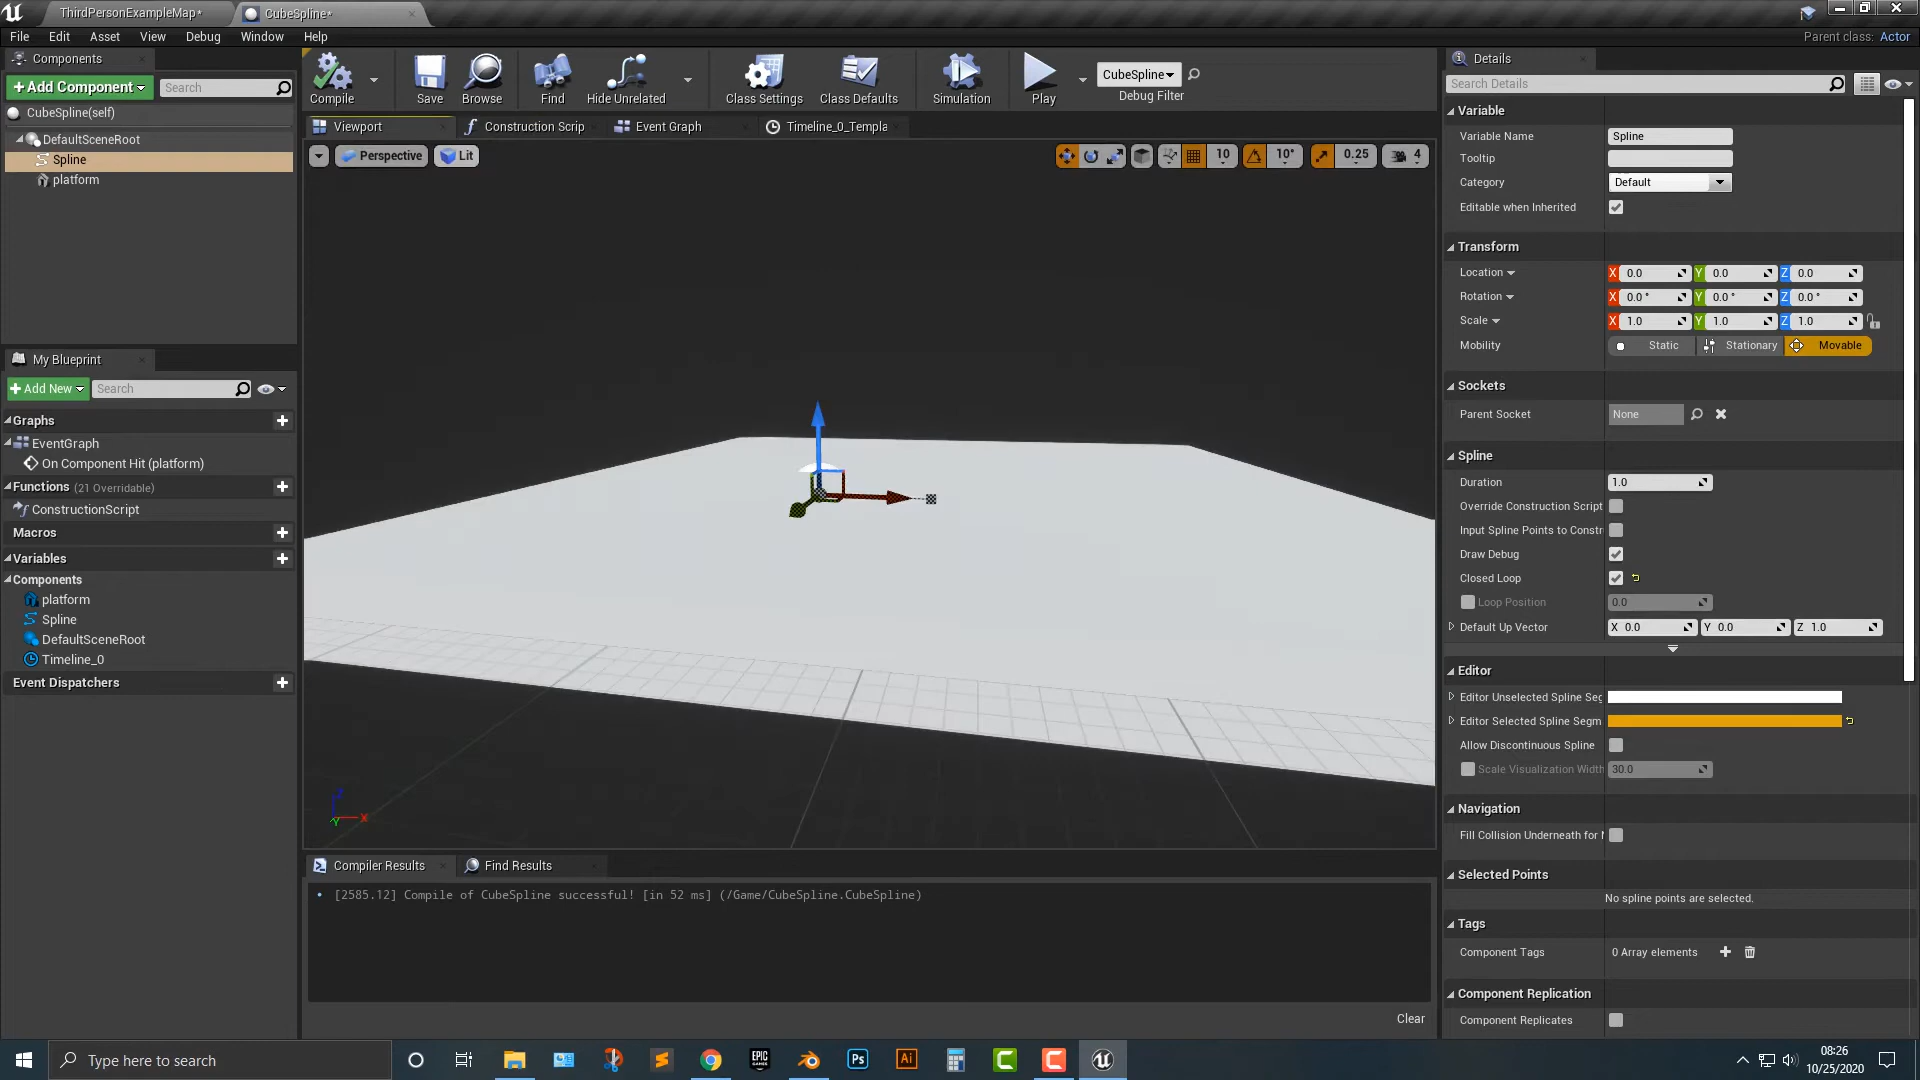 ThirdPersonExampleMap*
CubeSpline*
File Edit Asset View Debug Window Help
Parent class: Actor
Components
+Add Component
Search
CubeSpline(self)
DefaultSceneRoot
Spline
platform
My Blueprint
+Add New
Search
Graphs
EventGraph
On Component Hit (platform)
Functions (21 Overridable)
ConstructionScript
Macros
Variables
Components
platform
Spline
DefaultSceneRoot
Timeline_0
Event Dispatchers
Compile
Save
Browse
Find
Hide Unrelated
Class Settings
Class Defaults
Simulation
Play
CubeSpline
Debug Filter
Viewport
Construction Scrip
Event Graph
Timeline_0_Templa
Perspective
Lit
10
10°
0.25
4
Z
X
Y
Compiler Results
Find Results
[2585.12] Compile of CubeSpline successful! [in 52 ms] (/Game/CubeSpline.CubeSpline)
Clear
Details
Search Details
Variable
Variable Name Spline
Tooltip
Category Default
Editable when Inherited
Transform
Location X 0.0 Y 0.0 Z 0.0
Rotation X 0.0 ° Y 0.0 ° Z 0.0 °
Scale X 1.0 Y 1.0 Z 1.0
Mobility Static Stationary Movable
Sockets
Parent Socket None
Spline
Duration 1.0
Override Construction Script
Input Spline Points to Constr
Draw Debug
Closed Loop
Loop Position 0.0
Default Up Vector X 0.0 Y 0.0 Z 1.0
Editor
Editor Unselected Spline Seg
Editor Selected Spline Segm
Allow Discontinuous Spline
Scale Visualization Width 30.0
Navigation
Fill Collision Underneath for N
Selected Points
No spline points are selected.
Tags
Component Tags 0 Array elements
Component Replication
Component Replicates
Type here to search
EPIC GAMES
Ps
Ai
08:26
10/25/2020